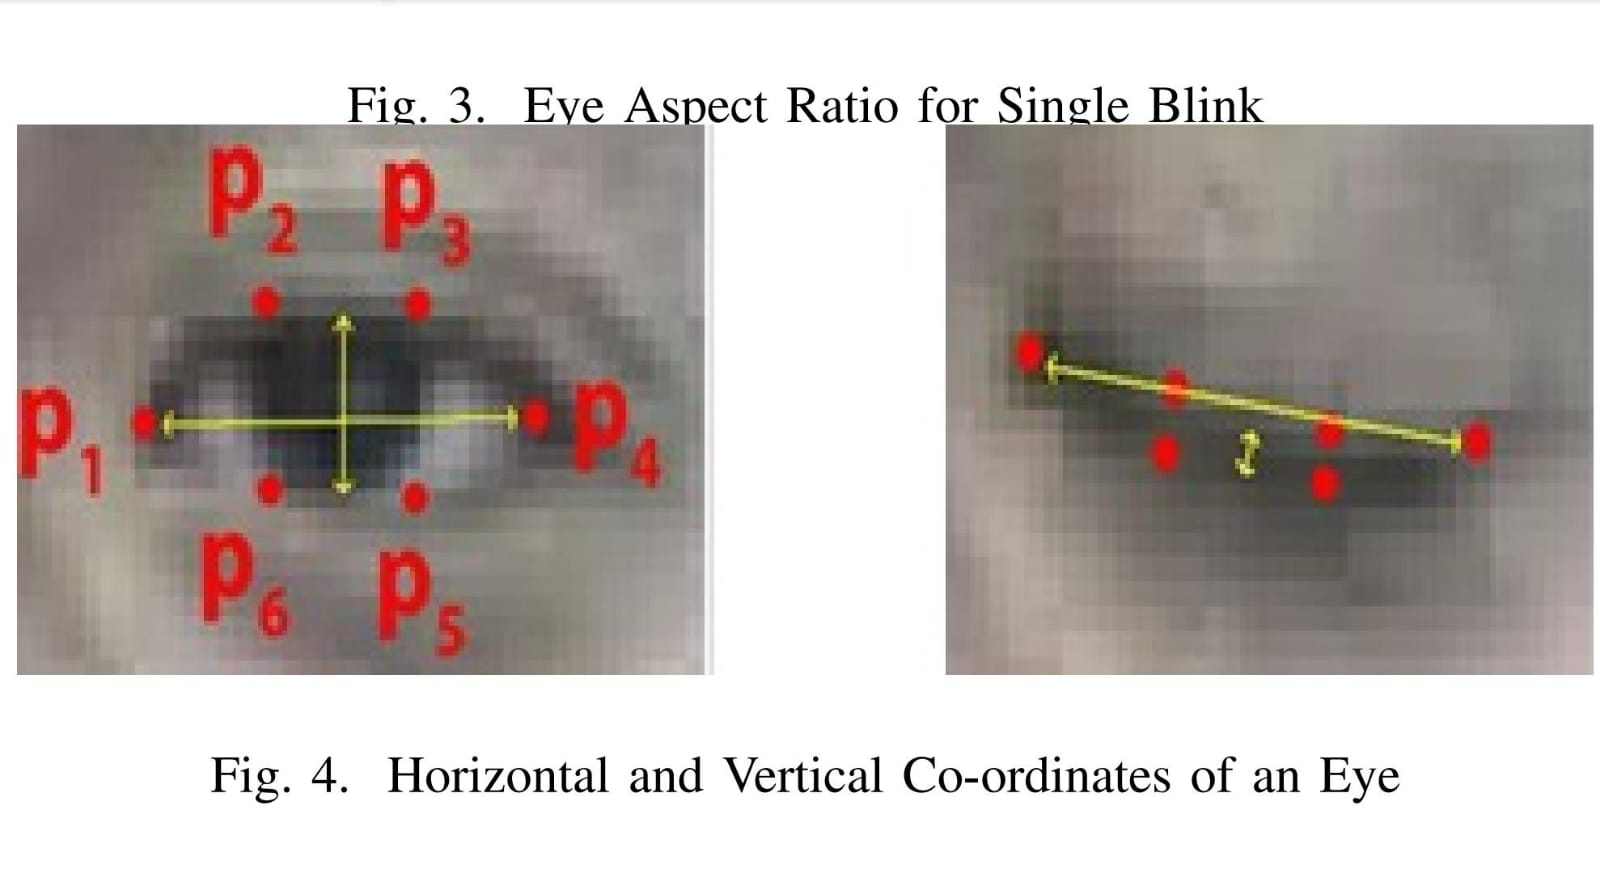 Fig. 3. Eye Aspect Ratio for Single Blink
p2 p3
p1 p4
p6 p5
Fig. 4. Horizontal and Vertical Co-ordinates of an Eye